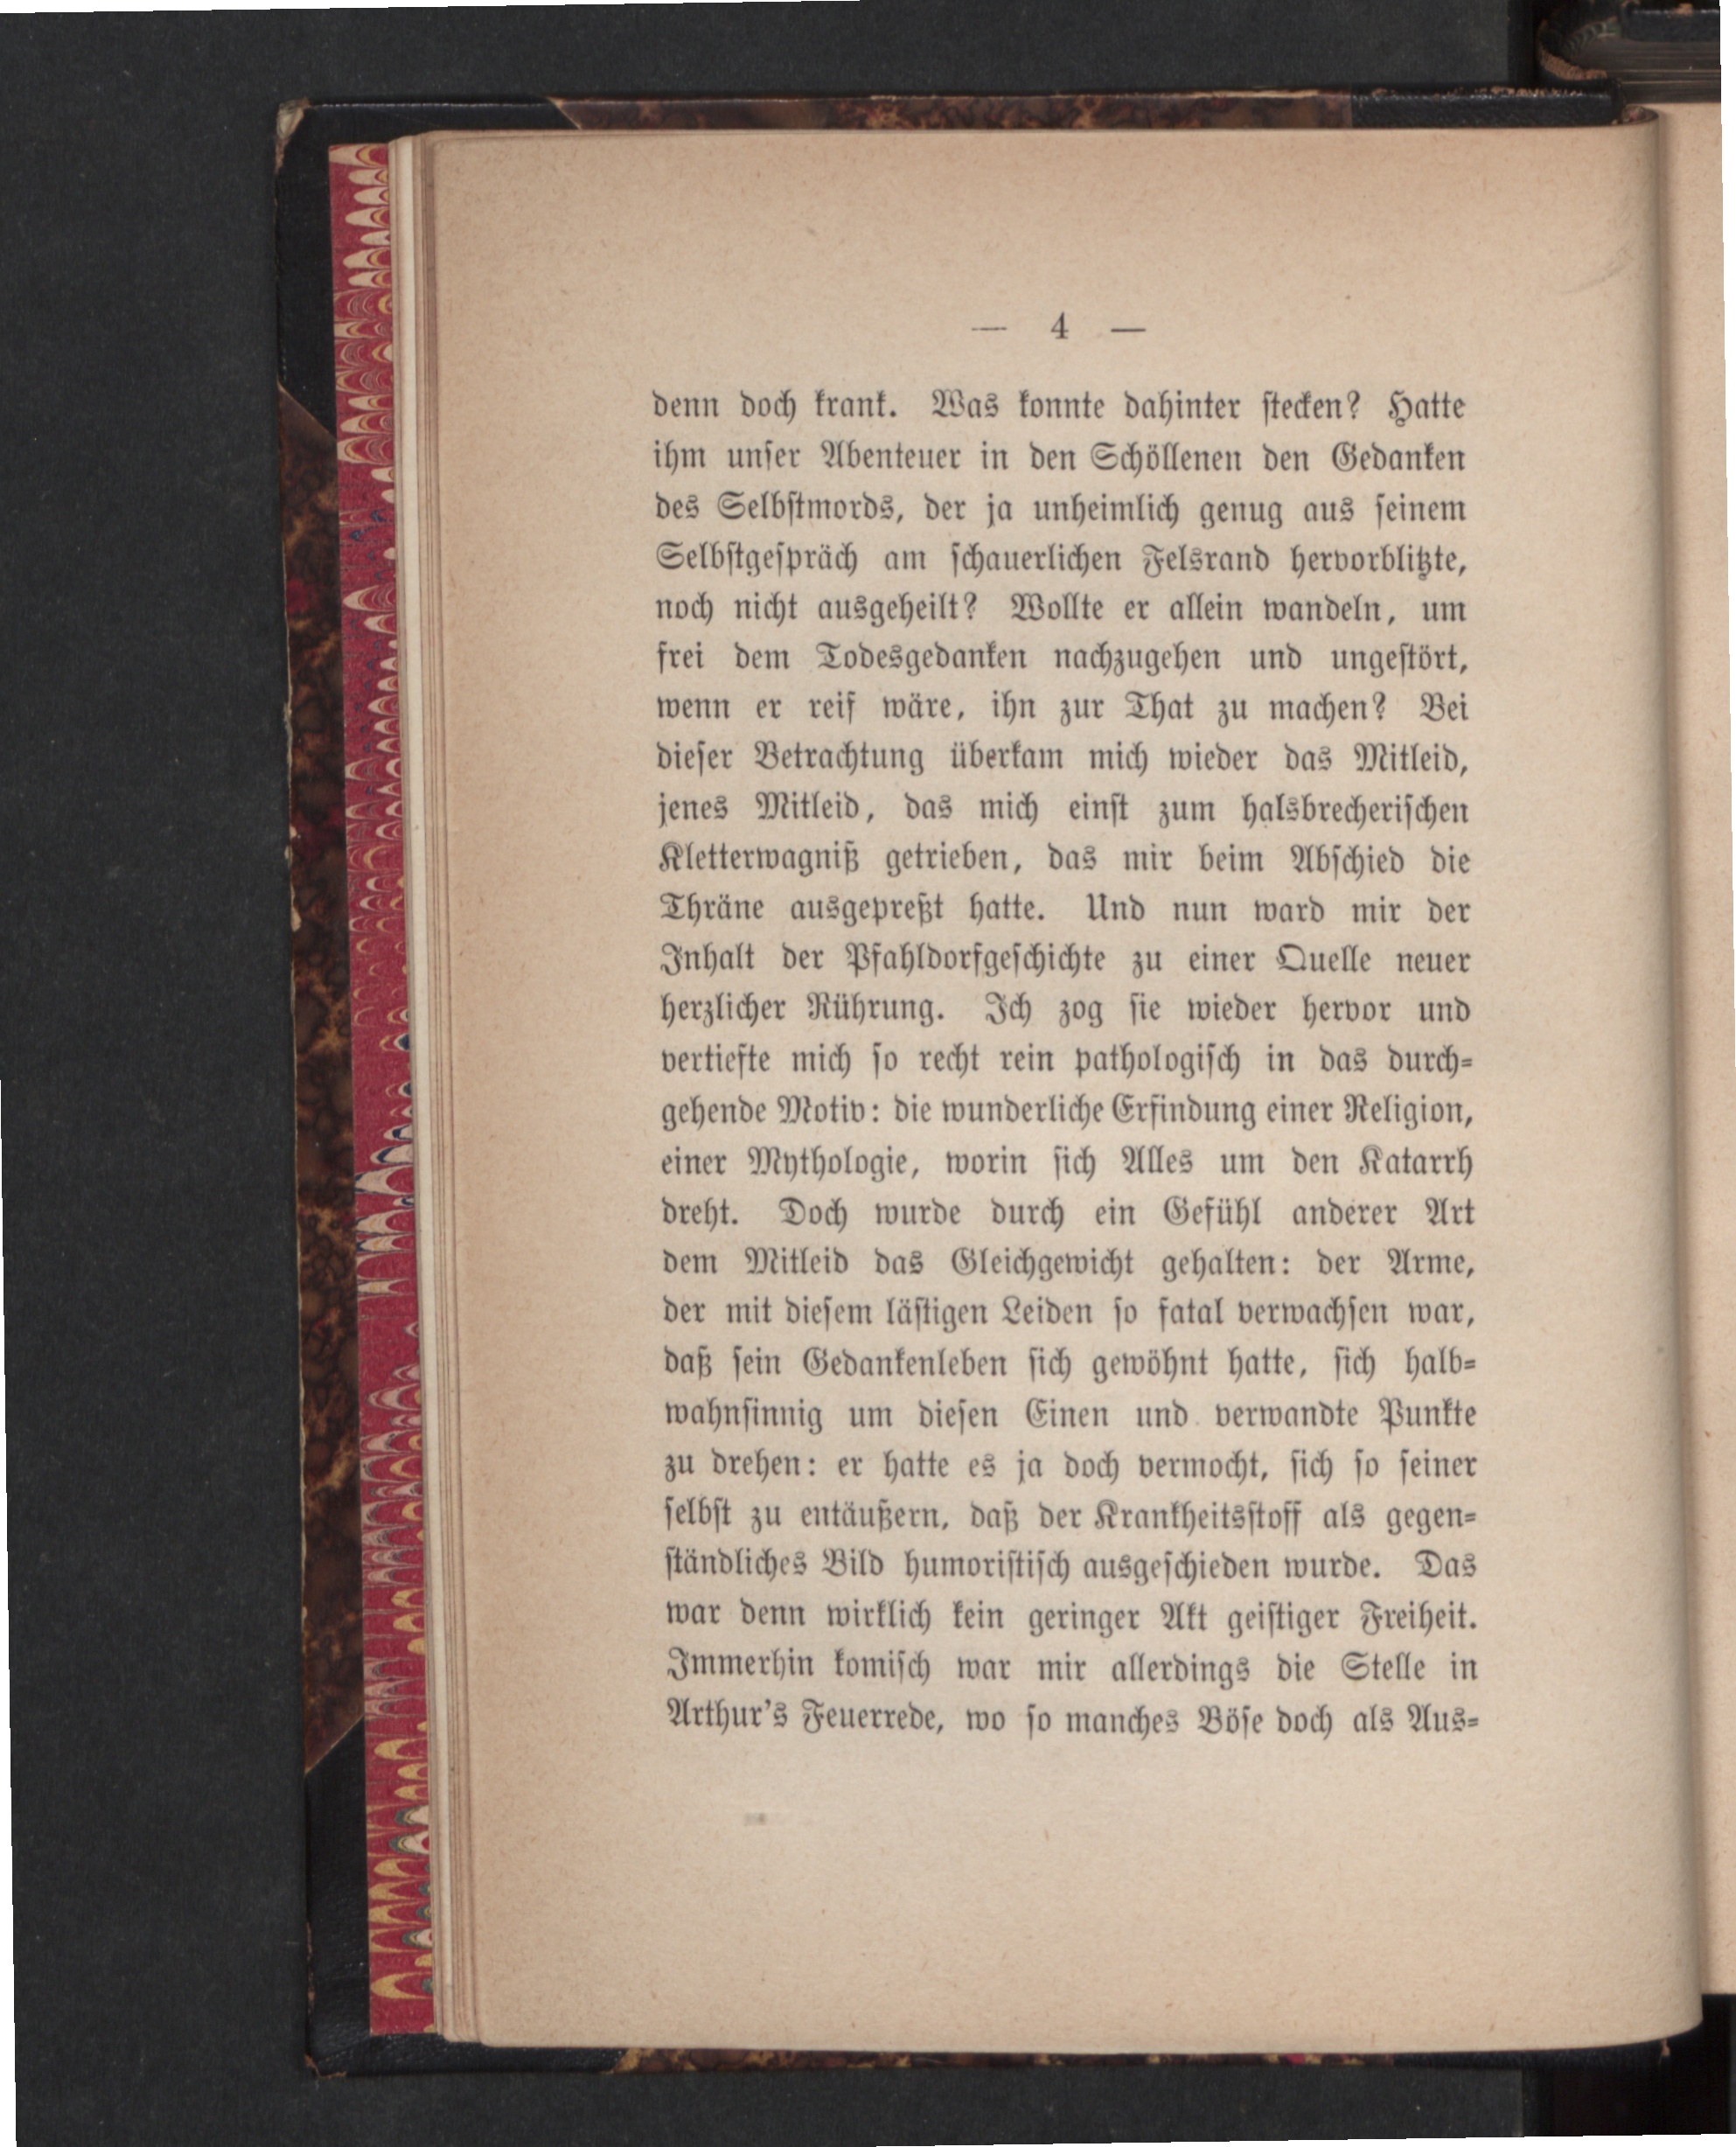 — 4 —
denn doch krank. Was konnte dahinter stecken? Hatte
ihm unser Abenteuer in den Schöllenen den Gedanken
des Selbstmords, der ja unheimlich genug aus seinem
Selbstgespräch am schauerlichen Felsrand hervorblitzte,
noch nicht ausgeheilt? Wollte er allein wandeln, um
frei dem Todesgedanken nachzugehen und ungestört,
wenn er reif wäre, ihn zur That zu machen? Bei
dieser Betrachtung überkam mich wieder das Mitleid,
jenes Mitleid, das mich einst zum halsbrecherischen
Kletterwagniß getrieben, das mir beim Abschied die
Thräne ausgepreßt hatte. Und nun ward mir der
Inhalt der Pfahldorfgeschichte zu einer Quelle neuer
herzlicher Rührung. Ich zog sie wieder hervor und
vertiefte mich so recht rein pathologisch in das durch-
gehende Motiv: die wunderliche Erfindung einer Religion,
einer Mythologie, worin sich Alles um den Katarrh
dreht. Doch wurde durch ein Gefühl anderer Art
dem Mitleid das Gleichgewicht gehalten: der Arme,
der mit diesem lästigen Leiden so fatal verwachsen war,
daß sein Gedankenleben sich gewöhnt hatte, sich halb-
wahnsinnig um diesen Einen und verwandte Punkte
zu drehen: er hatte es ja doch vermocht, sich so seiner
selbst zu entäußern, daß der Krankheitsstoff als gegen-
ständliches Bild humoristisch ausgeschieden wurde. Das
war denn wirklich kein geringer Akt geistiger Freiheit.
Immerhin komisch war mir allerdings die Stelle in
Arthur's Feuerrede, wo so manches Böse doch als Aus-